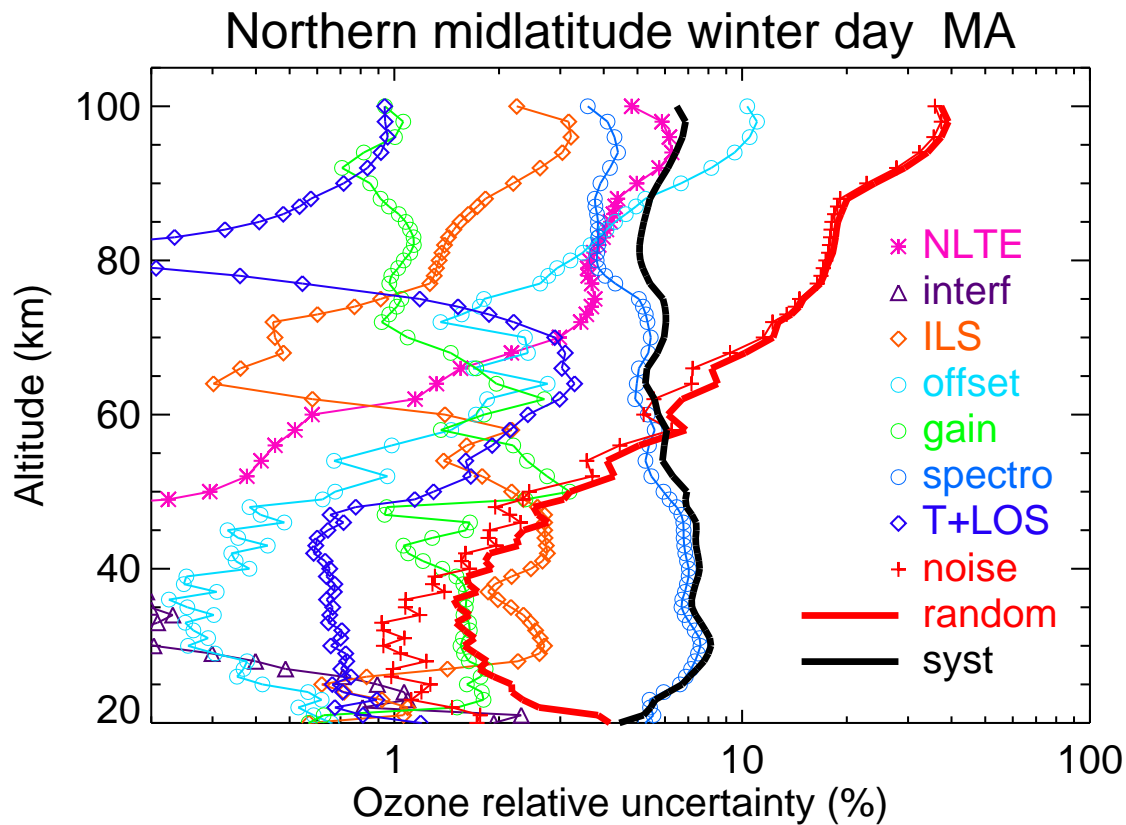 Northern midlatitude winter day MA
100
80
60
40
20
Altitude (km)
NLTE
interf
ILS
offset
gain
spectro
T+LOS
noise
random
syst
1
10
100
Ozone relative uncertainty (%)